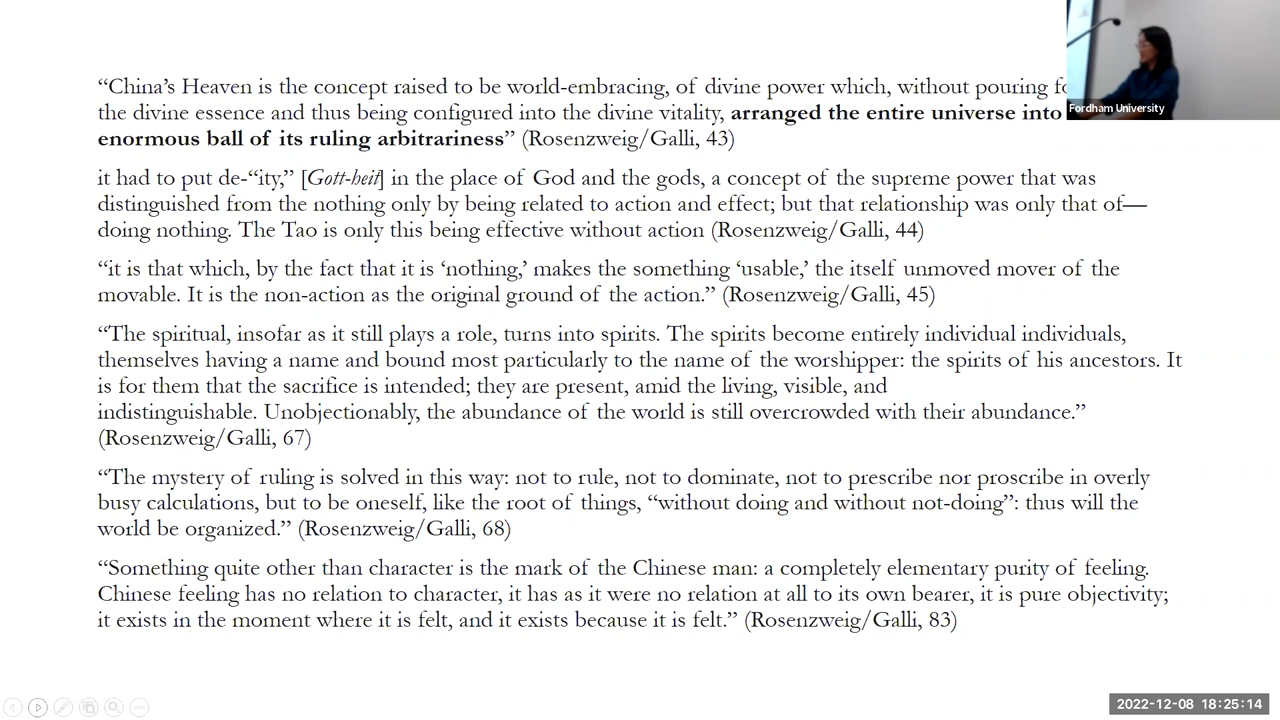 “China’s Heaven is the concept raised to be world-embracing, of divine power which, without pouring
the divine essence and thus being configured into the divine vitality, arranged the entire universe into
enormous ball of its ruling arbitrariness” (Rosenzweig/Galli, 43)
it had to put de-“ity,” [Gott-heit] in the place of God and the gods, a concept of the supreme power that was
distinguished from the nothing only by being related to action and effect; but that relationship was only that of—
doing nothing. The Tao is only this being effective without action (Rosenzweig/Galli, 44)
“it is that which, by the fact that it is ‘nothing,’ makes the something ‘usable,’ the itself unmoved mover of the
movable. It is the non-action as the original ground of the action.” (Rosenzweig/Galli, 45)
“The spiritual, insofar as it still plays a role, turns into spirits. The spirits become entirely individual individuals,
themselves having a name and bound most particularly to the name of the worshipper: the spirits of his ancestors. It
is for them that the sacrifice is intended; they are present, amid the living, visible, and
indistinguishable. Unobjectionably, the abundance of the world is still overcrowded with their abundance.”
(Rosenzweig/Galli, 67)
“The mystery of ruling is solved in this way: not to rule, not to dominate, not to prescribe nor proscribe in overly
busy calculations, but to be oneself, like the root of things, “without doing and without not-doing”: thus will the
world be organized.” (Rosenzweig/Galli, 68)
“Something quite other than character is the mark of the Chinese man: a completely elementary purity of feeling.
Chinese feeling has no relation to character, it has as it were no relation at all to its own bearer, it is pure objectivity;
it exists in the moment where it is felt, and it exists because it is felt.” (Rosenzweig/Galli, 83)
Fordham University
2022-12-08 18:25:14